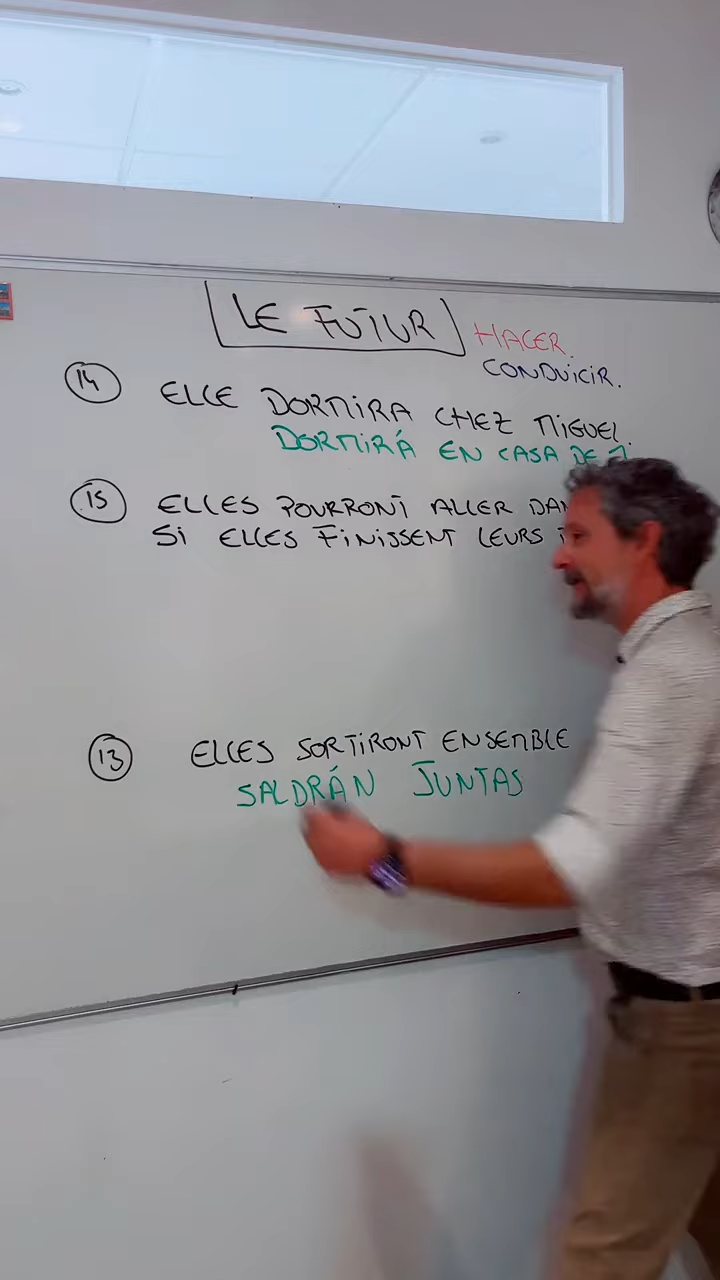 LE FUTUR
HACER.
CONDUICIR.
14 ELLE DORMIRA CHEZ MIGUEL.
DORMIRÁ EN CASA DE
15 ELLES POURRONT ALLER
SI ELLES FINISSENT LEURS
13 ELLES SORTIRONT ENSEMBLE
SALDRÁN JUNTAS